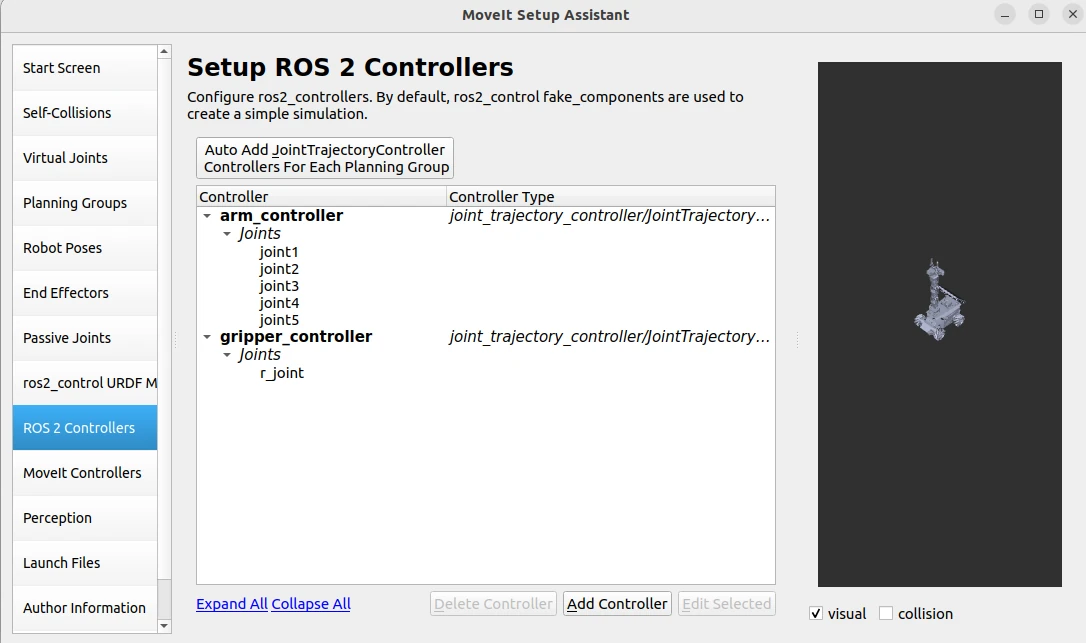 MoveIt Setup Assistant
Start Screen
Self-Collisions
Virtual Joints
Planning Groups
Robot Poses
End Effectors
Passive Joints
ros2_control URDF M
ROS 2 Controllers
MoveIt Controllers
Perception
Launch Files
Author Information
Setup ROS 2 Controllers
Configure ros2_controllers. By default, ros2_control fake_components are used to
create a simple simulation.
Auto Add JointTrajectoryController
Controllers For Each Planning Group
Controller Controller Type
arm_controller joint_trajectory_controller/JointTrajectory...
Joints
joint1
joint2
joint3
joint4
joint5
gripper_controller joint_trajectory_controller/JointTrajectory...
Joints
r_joint
Expand All Collapse All Delete Controller Add Controller Edit Selected
visual collision